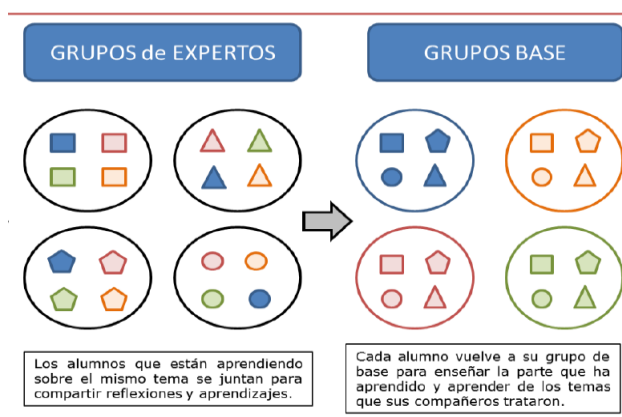 GRUPOS de EXPERTOS
GRUPOS BASE
Los alumnos que están aprendiendo
sobre el mismo tema se juntan para
compartir reflexiones y aprendizajes.
Cada alumno vuelve a su grupo de
base para enseñar la parte que ha
aprendido y aprender de los temas
que sus compañeros trataron.